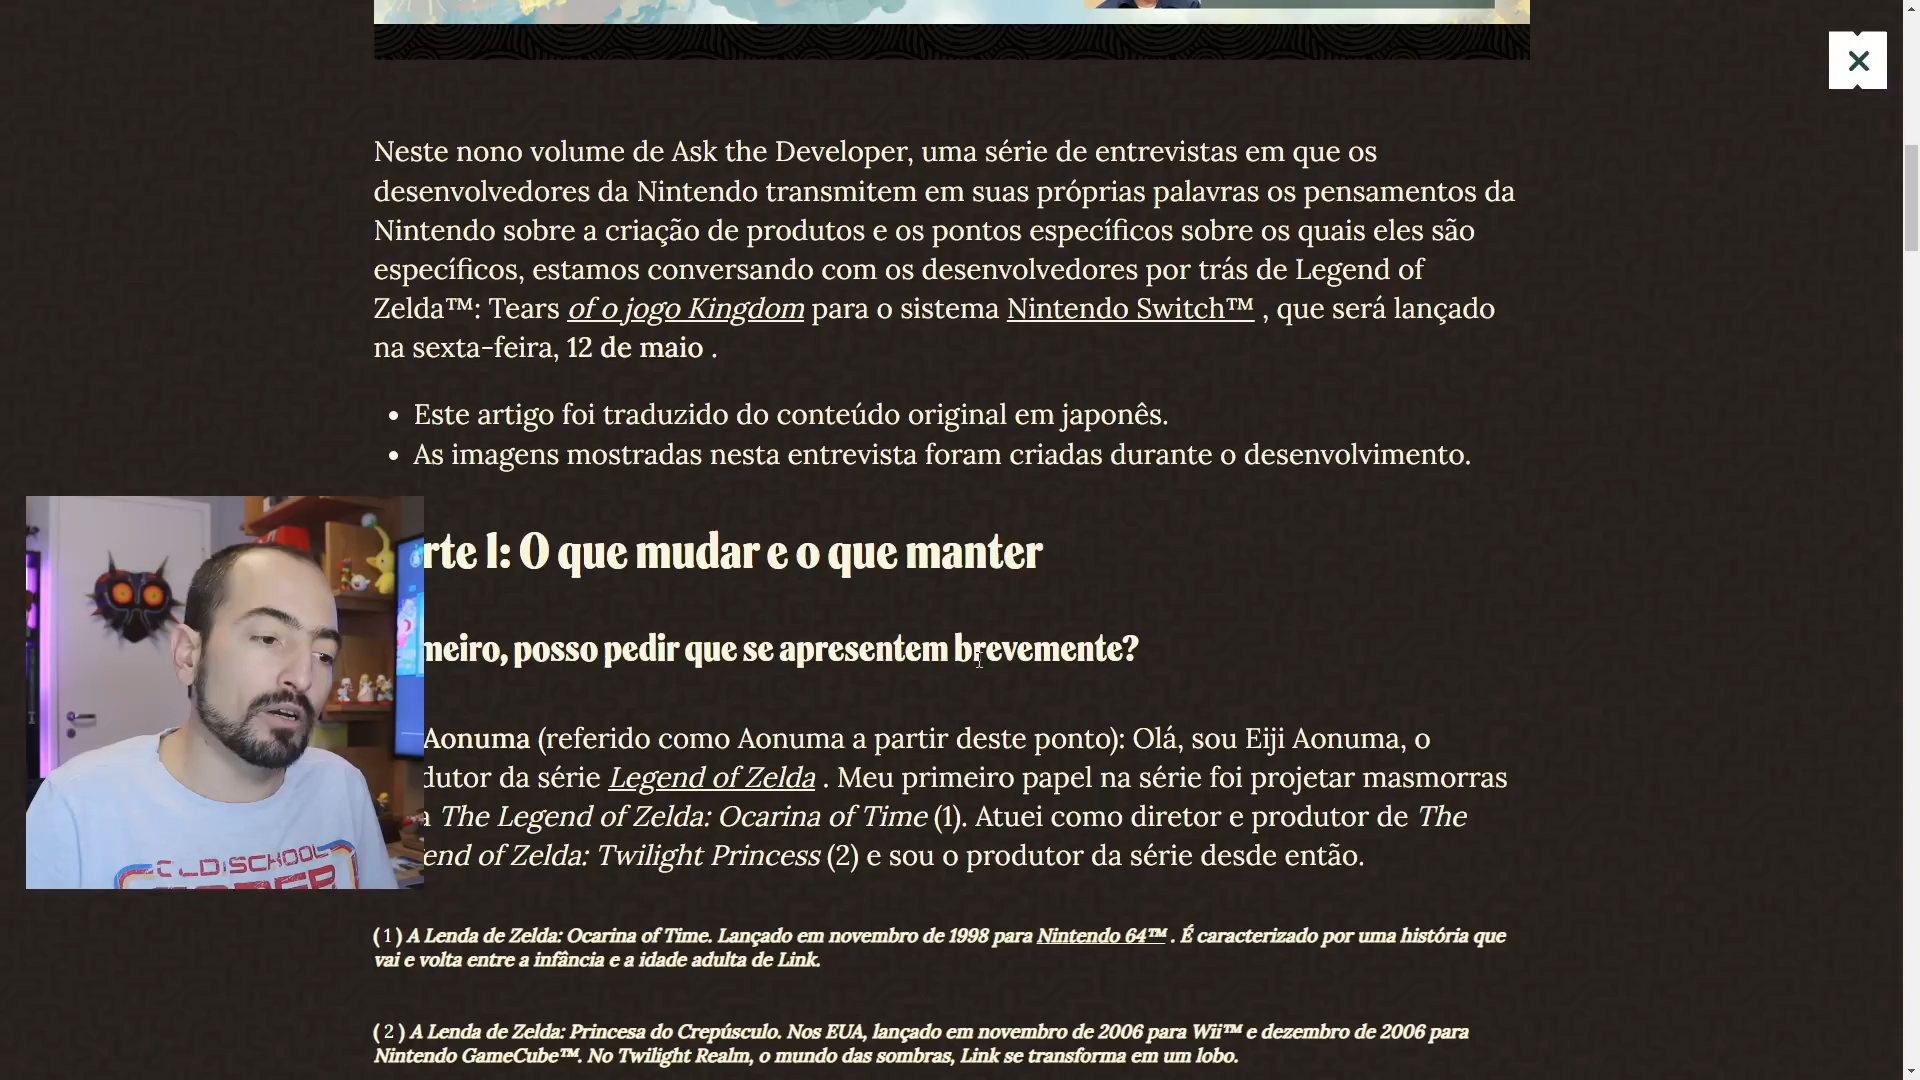 Neste nono volume de Ask the Developer, uma série de entrevistas em que os
desenvolvedores da Nintendo transmitem em suas próprias palavras os pensamentos da
Nintendo sobre a criação de produtos e os pontos específicos sobre os quais eles são
específicos, estamos conversando com os desenvolvedores por trás de Legend of
Zelda™: Tears of o jogo Kingdom para o sistema Nintendo Switch™ , que será lançado
na sexta-feira, 12 de maio .
• Este artigo foi traduzido do conteúdo original em japonês.
• As imagens mostradas nesta entrevista foram criadas durante o desenvolvimento.
rte 1: O que mudar e o que manter
meiro, posso pedir que se apresentem brevemente?
Aonuma (referido como Aonuma a partir deste ponto): Olá, sou Eiji Aonuma, o
dutor da série Legend of Zelda . Meu primeiro papel na série foi projetar masmorras
a The Legend of Zelda: Ocarina of Time (1). Atuei como diretor e produtor de The
end of Zelda: Twilight Princess (2) e sou o produtor da série desde então.
(1) A Lenda de Zelda: Ocarina of Time. Lançado em novembro de 1998 para Nintendo 64™ . É caracterizado por uma história que
vai e volta entre a infância e a idade adulta de Link.
(2) A Lenda de Zelda: Princesa do Crepúsculo. Nos EUA, lançado em novembro de 2006 para Wii™ e dezembro de 2006 para
Nintendo GameCube™. No Twilight Realm, o mundo das sombras, Link se transforma em um lobo.